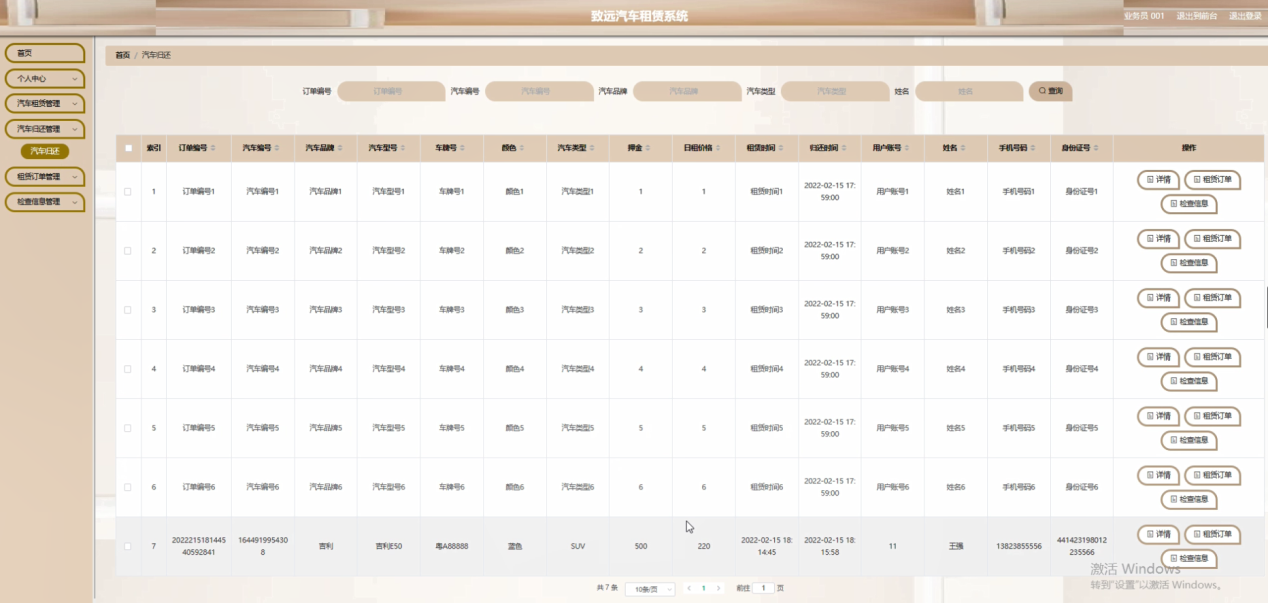 致远汽车租赁系统
业务员 001 退出到前台 退出登录
首页
个人中心
汽车租赁管理
汽车归还管理
汽车归还
租赁订单管理
检查信息管理
首页 / 汽车归还
订单编号 订单编号 汽车编号 汽车编号 汽车品牌 汽车品牌 汽车类型 汽车类型 姓名 姓名 查询
索引 订单编号 汽车编号 汽车品牌 汽车型号 车牌号 颜色 汽车类型 押金 日租价格 租赁时间 归还时间 用户账号 姓名 手机号码 身份证号 操作
1 订单编号1 汽车编号1 汽车品牌1 汽车型号1 车牌号1 颜色1 汽车类型1 1 1 租赁时间1 2022-02-15 17:59:00 用户账号1 姓名1 手机号码1 身份证号1 详情 租赁订单 检查信息
2 订单编号2 汽车编号2 汽车品牌2 汽车型号2 车牌号2 颜色2 汽车类型2 2 2 租赁时间2 2022-02-15 17:59:00 用户账号2 姓名2 手机号码2 身份证号2 详情 租赁订单 检查信息
3 订单编号3 汽车编号3 汽车品牌3 汽车型号3 车牌号3 颜色3 汽车类型3 3 3 租赁时间3 2022-02-15 17:59:00 用户账号3 姓名3 手机号码3 身份证号3 详情 租赁订单 检查信息
4 订单编号4 汽车编号4 汽车品牌4 汽车型号4 车牌号4 颜色4 汽车类型4 4 4 租赁时间4 2022-02-15 17:59:00 用户账号4 姓名4 手机号码4 身份证号4 详情 租赁订单 检查信息
5 订单编号5 汽车编号5 汽车品牌5 汽车型号5 车牌号5 颜色5 汽车类型5 5 5 租赁时间5 2022-02-15 17:59:00 用户账号5 姓名5 手机号码5 身份证号5 详情 租赁订单 检查信息
6 订单编号6 汽车编号6 汽车品牌6 汽车型号6 车牌号6 颜色6 汽车类型6 6 6 租赁时间6 2022-02-15 17:59:00 用户账号6 姓名6 手机号码6 身份证号6 详情 租赁订单 检查信息
7 202221518144540592841 1644919954308 吉利 吉利E50 粤A88888 蓝色 SUV 500 220 2022-02-15 18:14:45 2022-02-15 18:15:58 11 王强 13823855556 441423198012235566 详情 租赁订单 检查信息
共 7 条 10条/页 1 前往 1 页
激活 Windows
转到"设置"以激活 Windows。